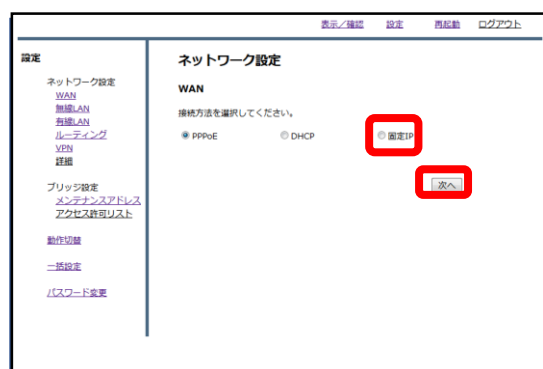 表示／確認 設定 再起動 ログアウト
設定
ネットワーク設定
WAN
無線LAN
有線LAN
ルーティング
VPN
詳細
ブリッジ設定
メンテナンスアドレス
アクセス許可リスト
動作切替
一括設定
パスワード変更
ネットワーク設定
WAN
接続方法を選択してください。
PPPoE DHCP 固定IP
次へ